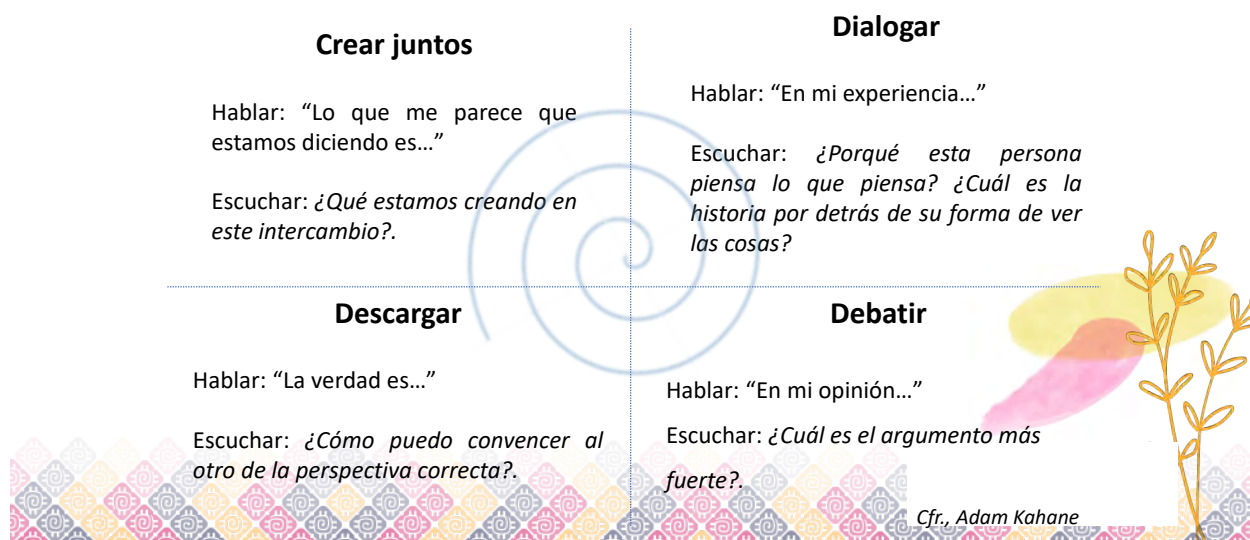 Crear juntos
Hablar: “Lo que me parece que
estamos diciendo es…”
Escuchar: ¿Qué estamos creando en
este intercambio?.
Dialogar
Hablar: “En mi experiencia…”
Escuchar: ¿Porqué esta persona
piensa lo que piensa? ¿Cuál es la
historia por detrás de su forma de ver
las cosas?
Descargar
Hablar: “La verdad es…”
Escuchar: ¿Cómo puedo convencer al
otro de la perspectiva correcta?.
Debatir
Hablar: “En mi opinión…”
Escuchar: ¿Cuál es el argumento más
fuerte?.
Cfr., Adam Kahane